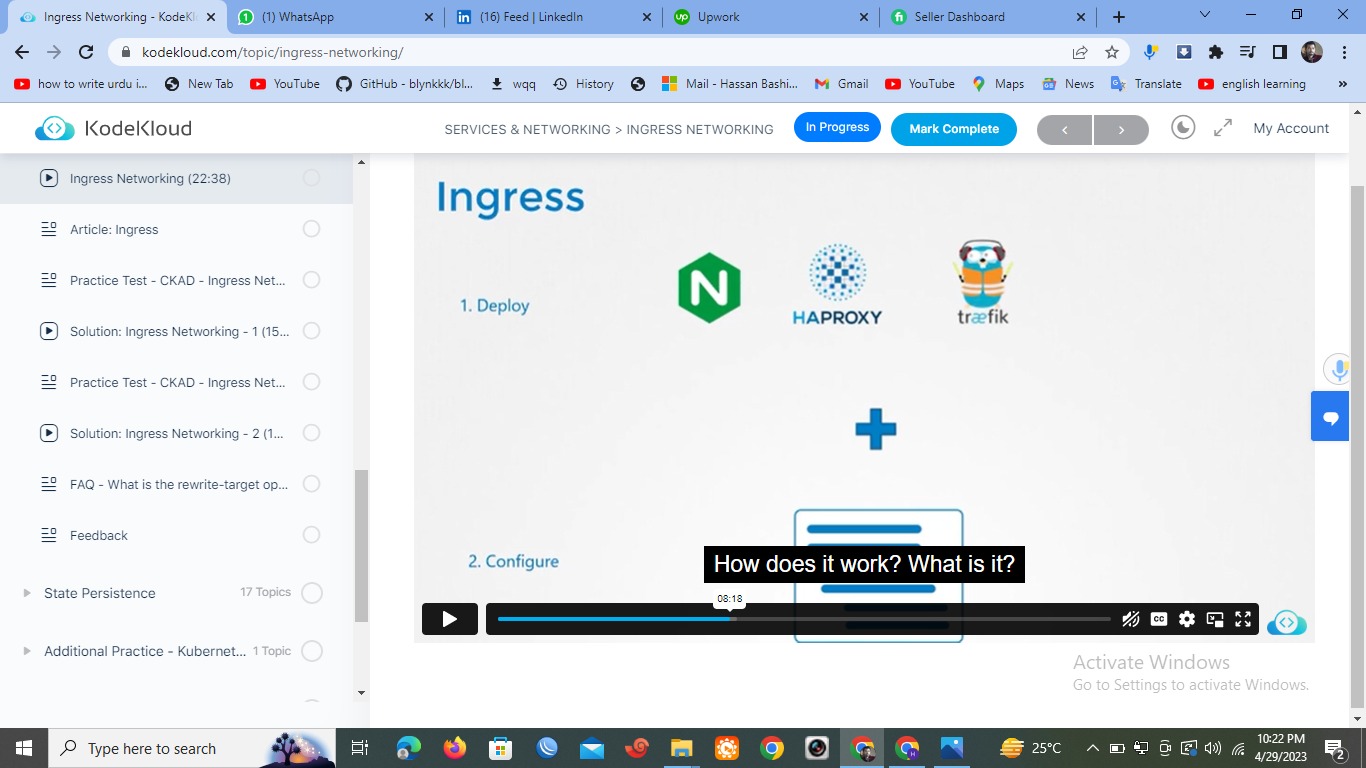 Ingress Networking - KodeKl
(1) WhatsApp
(16) Feed | LinkedIn
Upwork
Seller Dashboard
kodekloud.com/topic/ingress-networking/
how to write urdu i...
New Tab
YouTube
GitHub - blynkkk/bl...
wqq
History
Mail - Hassan Bashi...
Gmail
YouTube
Maps
News
Translate
english learning
KodeKloud
SERVICES & NETWORKING > INGRESS NETWORKING
In Progress
Mark Complete
My Account
Ingress Networking (22:38)
Article: Ingress
Practice Test - CKAD - Ingress Net...
Solution: Ingress Networking - 1 (15...
Practice Test - CKAD - Ingress Net...
Solution: Ingress Networking - 2 (1...
FAQ - What is the rewrite-target op...
Feedback
State Persistence
17 Topics
Additional Practice - Kubernet...
1 Topic
Ingress
1. Deploy
N
HAPROXY
træfik
2. Configure
How does it work? What is it?
08:18
CC
Activate Windows
Go to Settings to activate Windows.
Type here to search
25°C
10:22 PM
4/29/2023
2